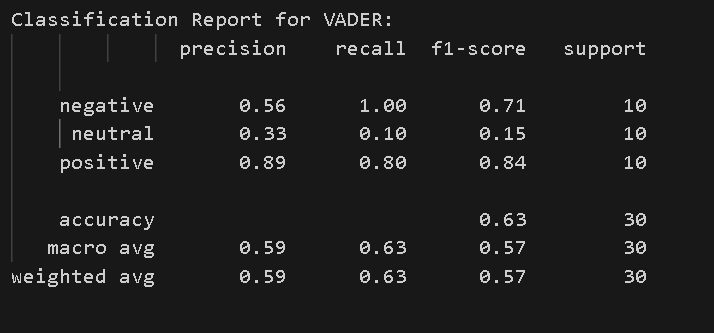 Classification Report for VADER:
precision recall f1-score support
negative 0.56 1.00 0.71 10
neutral 0.33 0.10 0.15 10
positive 0.89 0.80 0.84 10
accuracy 0.63 30
macro avg 0.59 0.63 0.57 30
weighted avg 0.59 0.63 0.57 30